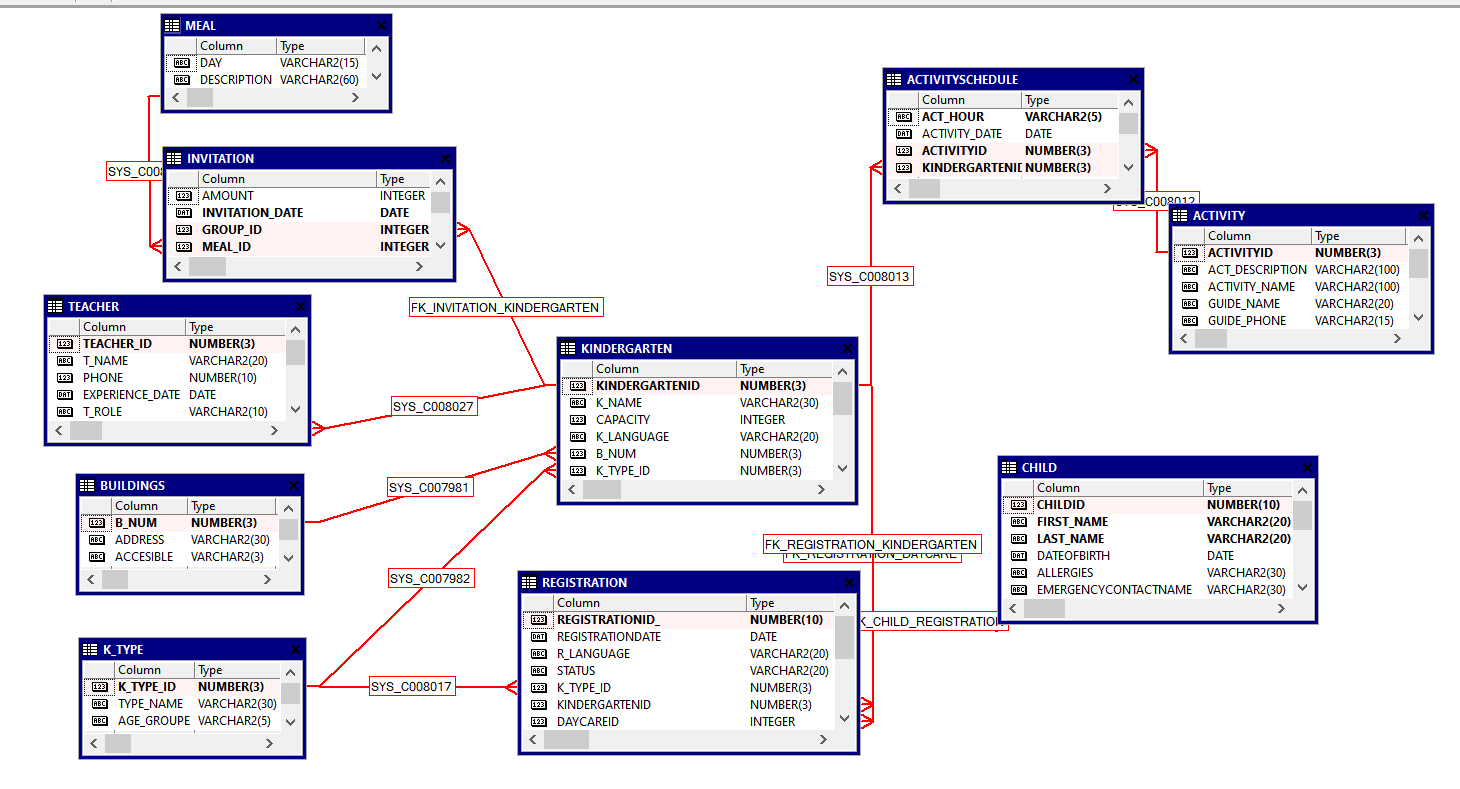 MEAL
Column Type
DAY VARCHAR2(15)
DESCRIPTION VARCHAR2(60)
SYS_C008
INVITATION
Column Type
AMOUNT INTEGER
INVITATION_DATE DATE
GROUP_ID INTEGER
MEAL_ID INTEGER
FK_INVITATION_KINDERGARTEN
TEACHER
Column Type
TEACHER_ID NUMBER(3)
T_NAME VARCHAR2(20)
PHONE NUMBER(10)
EXPERIENCE_DATE DATE
T_ROLE VARCHAR2(10)
SYS_C008027
BUILDINGS
Column Type
B_NUM NUMBER(3)
ADDRESS VARCHAR2(30)
ACCESIBLE VARCHAR2(3)
SYS_C007981
SYS_C007982
K_TYPE
Column Type
K_TYPE_ID NUMBER(3)
TYPE_NAME VARCHAR2(30)
AGE_GROUPE VARCHAR2(5)
SYS_C008017
KINDERGARTEN
Column Type
KINDERGARTENID NUMBER(3)
K_NAME VARCHAR2(30)
CAPACITY INTEGER
K_LANGUAGE VARCHAR2(20)
B_NUM NUMBER(3)
K_TYPE_ID NUMBER(3)
REGISTRATION
Column Type
REGISTRATIONID_ NUMBER(10)
REGISTRATIONDATE DATE
R_LANGUAGE VARCHAR2(20)
STATUS VARCHAR2(20)
K_TYPE_ID NUMBER(3)
KINDERGARTENID NUMBER(3)
DAYCAREID INTEGER
FK_REGISTRATION_KINDERGARTEN
FK_REGISTRATION_DAYCARE
K_CHILD_REGISTRATION
ACTIVITYSCHEDULE
Column Type
ACT_HOUR VARCHAR2(5)
ACTIVITY_DATE DATE
ACTIVITYID NUMBER(3)
KINDERGARTENID NUMBER(3)
SYS_C008013
SYS_C008012
ACTIVITY
Column Type
ACTIVITYID NUMBER(3)
ACT_DESCRIPTION VARCHAR2(100)
ACTIVITY_NAME VARCHAR2(100)
GUIDE_NAME VARCHAR2(20)
GUIDE_PHONE VARCHAR2(15)
CHILD
Column Type
CHILDID NUMBER(10)
FIRST_NAME VARCHAR2(20)
LAST_NAME VARCHAR2(20)
DATEOFBIRTH DATE
ALLERGIES VARCHAR2(30)
EMERGENCYCONTACTNAME VARCHAR2(30)